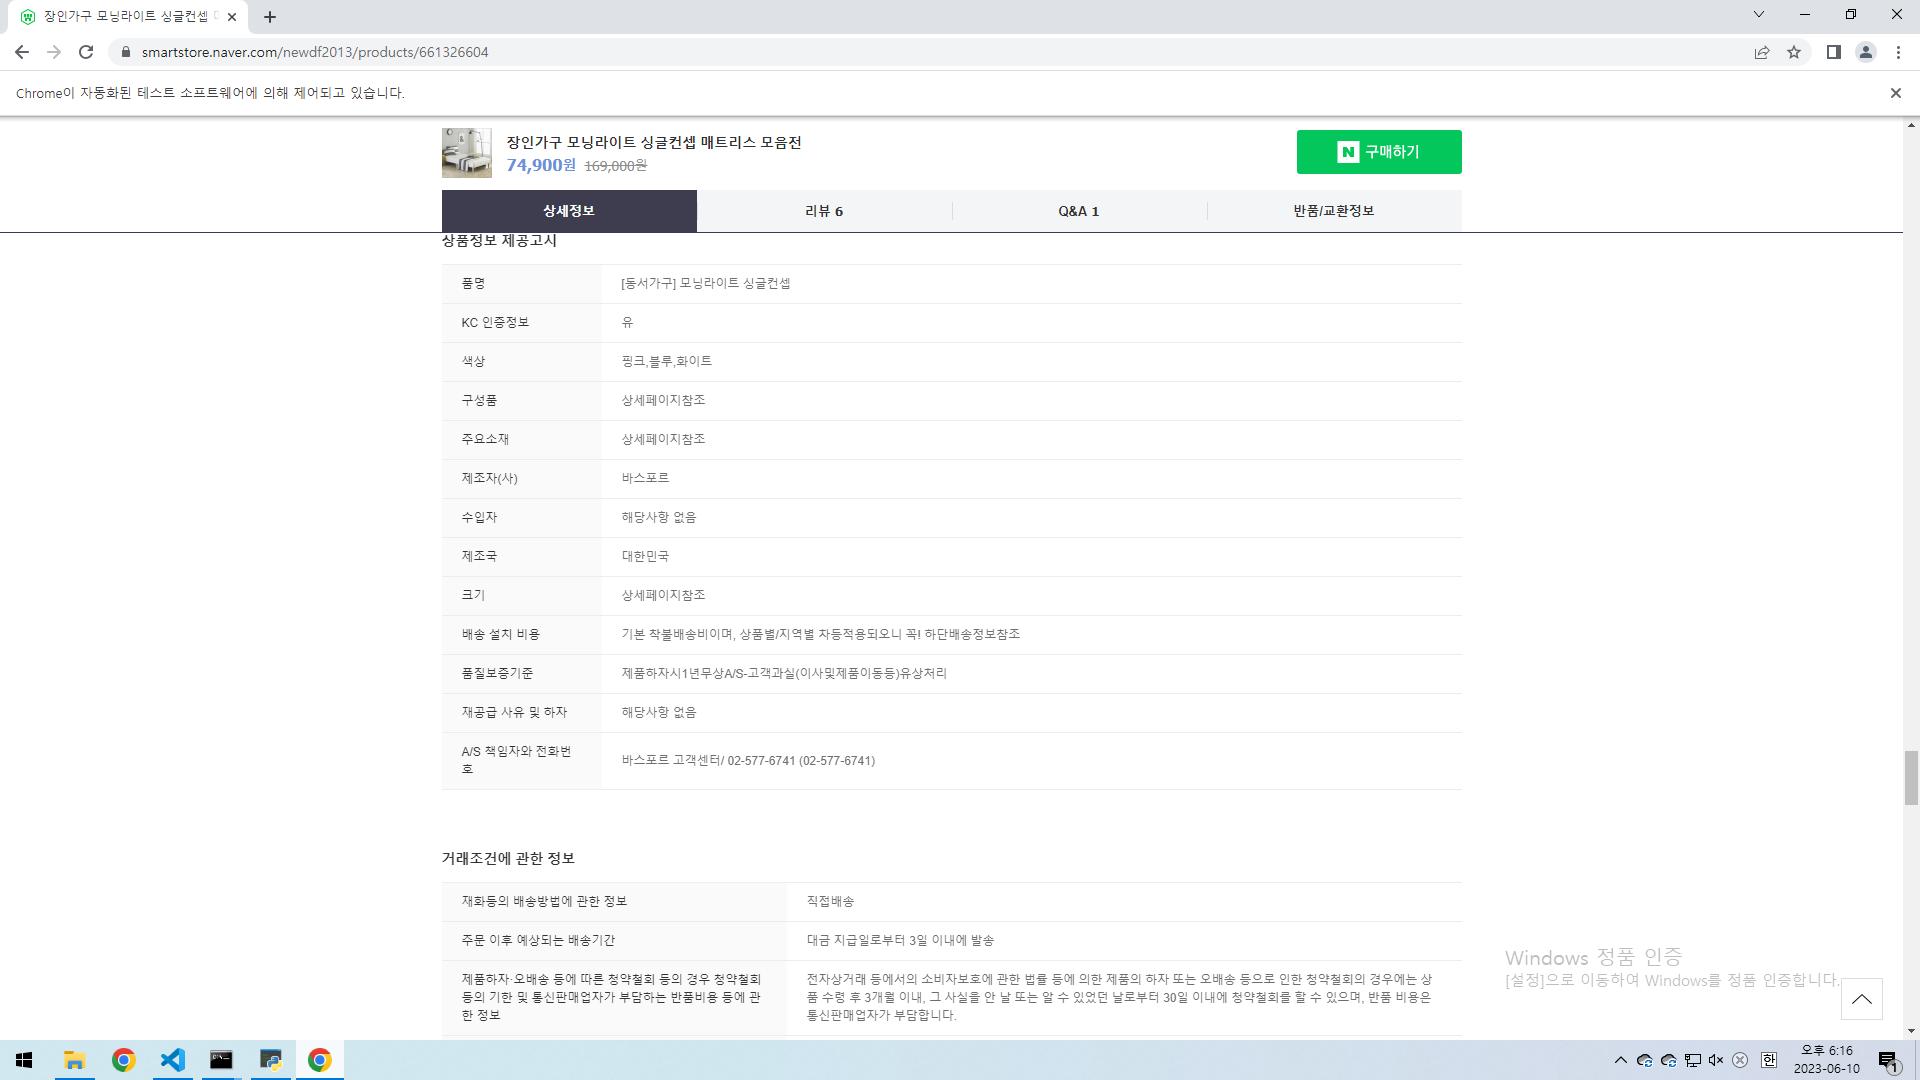 장인가구 모닝라이트 싱글컨셉
smartstore.naver.com/newdf2013/products/661326604
Chrome이 자동화된 테스트 소프트웨어에 의해 제어되고 있습니다.
장인가구 모닝라이트 싱글컨셉 매트리스 모음전
74,900원 169,000원
N 구매하기
상세정보 리뷰 6 Q&A 1 반품/교환정보
상품정보 제공고시
품명 [동서가구] 모닝라이트 싱글컨셉
KC 인증정보 유
색상 핑크,블루,화이트
구성품 상세페이지참조
주요소재 상세페이지참조
제조자(사) 바스포르
수입자 해당사항 없음
제조국 대한민국
크기 상세페이지참조
배송 설치 비용 기본 착불배송비이며, 상품별/지역별 차등적용되오니 꼭! 하단배송정보참조
품질보증기준 제품하자시1년무상A/S-고객과실(이사및제품이동등)유상처리
재공급 사유 및 하자 해당사항 없음
A/S 책임자와 전화번
호
바스포르 고객센터/ 02-577-6741 (02-577-6741)
거래조건에 관한 정보
재화등의 배송방법에 관한 정보 직접배송
주문 이후 예상되는 배송기간 대금 지급일로부터 3일 이내에 발송
제품하자·오배송 등에 따른 청약철회 등의 경우 청약철회
등의 기한 및 통신판매업자가 부담하는 반품비용 등에 관
한 정보
전자상거래 등에서의 소비자보호에 관한 법률 등에 의한 제품의 하자 또는 오배송 등으로 인한 청약철회의 경우에는 상
품 수령 후 3개월 이내, 그 사실을 안 날 또는 알 수 있었던 날로부터 30일 이내에 청약철회를 할 수 있으며, 반품 비용은
통신판매업자가 부담합니다.
Windows 정품 인증
[설정]으로 이동하여 Windows를 정품 인증합니다.
한
오후 6:16
2023-06-10
1